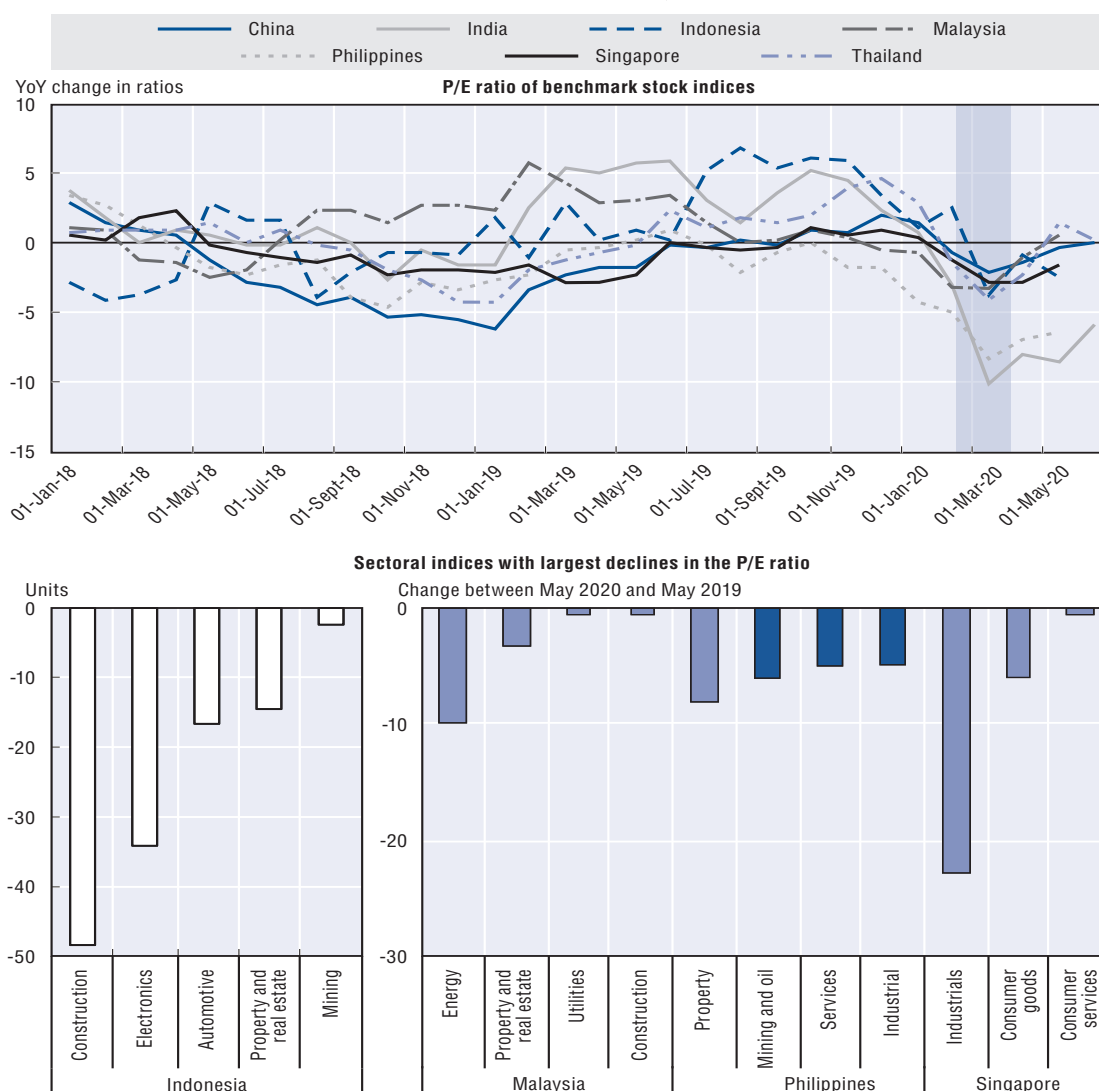 China India Indonesia Malaysia
Philippines Singapore Thailand
YoY change in ratios
P/E ratio of benchmark stock indices
10
5
0
-5
-10
-15
01-Jan-18 01-Mar-18 01-May-18 01-Jul-18 01-Sept-18 01-Nov-18 01-Jan-19 01-Mar-19 01-May-19 01-Jul-19 01-Sept-19 01-Nov-19 01-Jan-20 01-Mar-20 01-May-20
Sectoral indices with largest declines in the P/E ratio
Units
0
-10
-20
-30
-40
-50
Construction
Electronics
Automotive
Property and
real estate
Mining
Indonesia
Change between May 2020 and May 2019
0
-10
-20
-30
Energy
Property and
real estate
Utilities
Construction
Property
Mining and oil
Services
Industrial
Industrials
Consumer
goods
Consumer
services
Malaysia Philippines Singapore